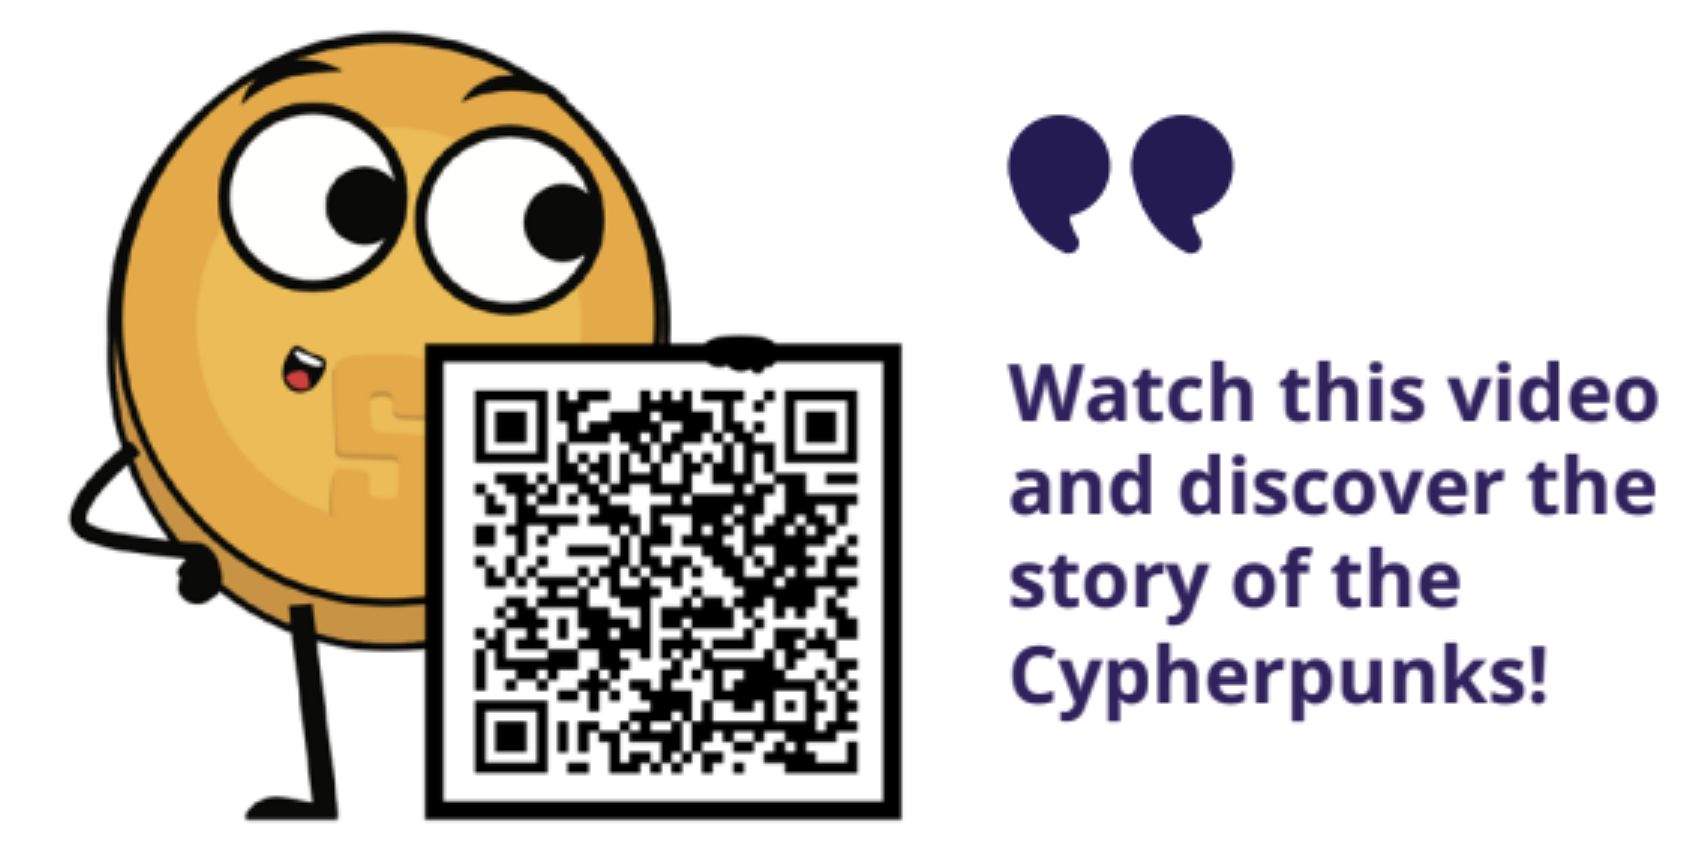 Watch this video
and discover the
story of the
Cypherpunks!